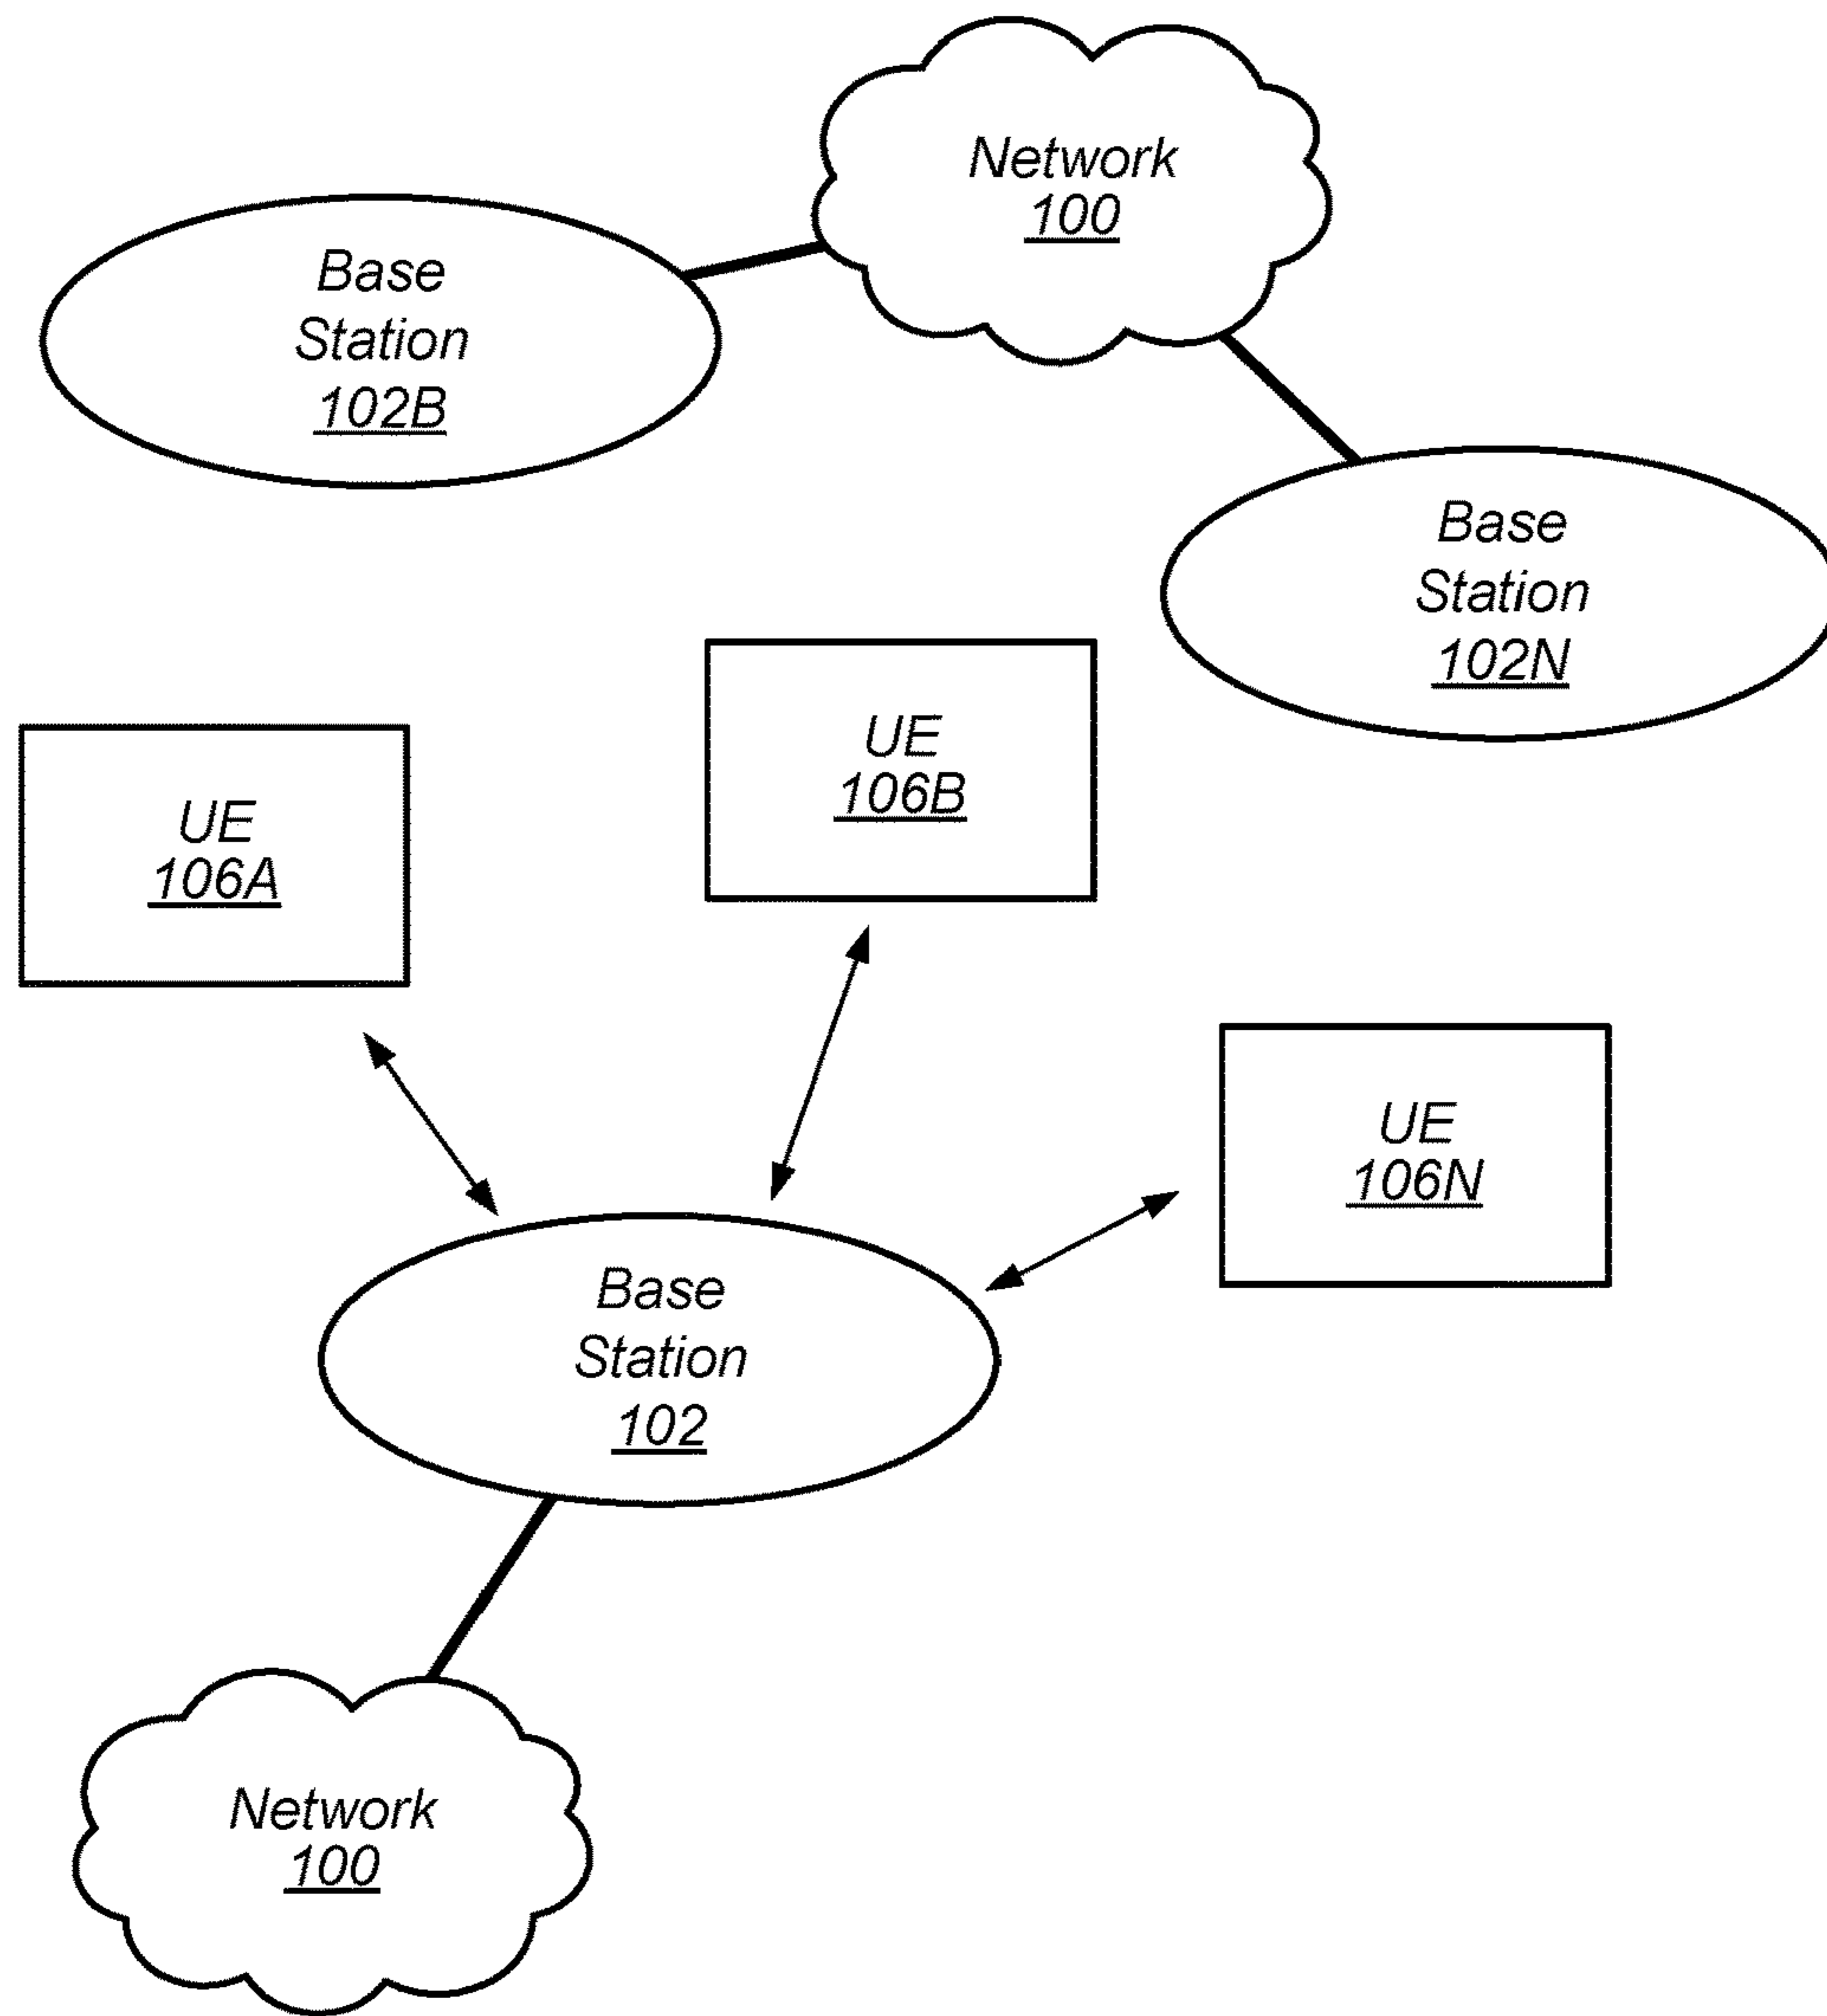 Network
100
Base
Station
102B
Base
Station
102N
UE
106B
UE
106A
UE
106N
Base
Station
102
Network
100